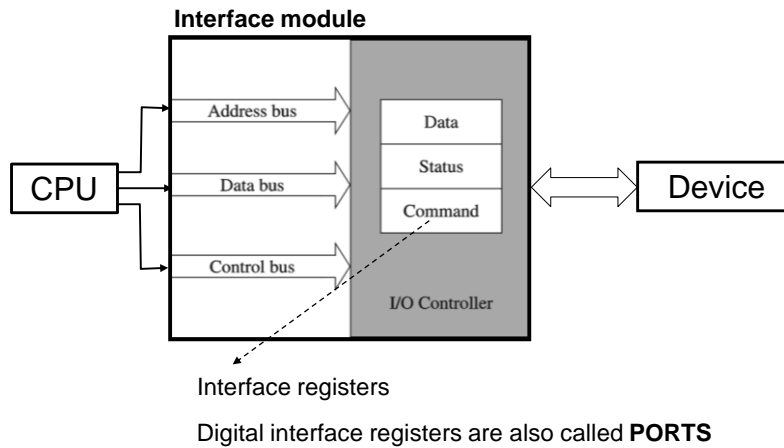 Interface module
Address bus
Data
Status
CPU
Data bus
Device
Command
Control bus
I/O Controller
Interface registers
Digital interface registers are also called PORTS